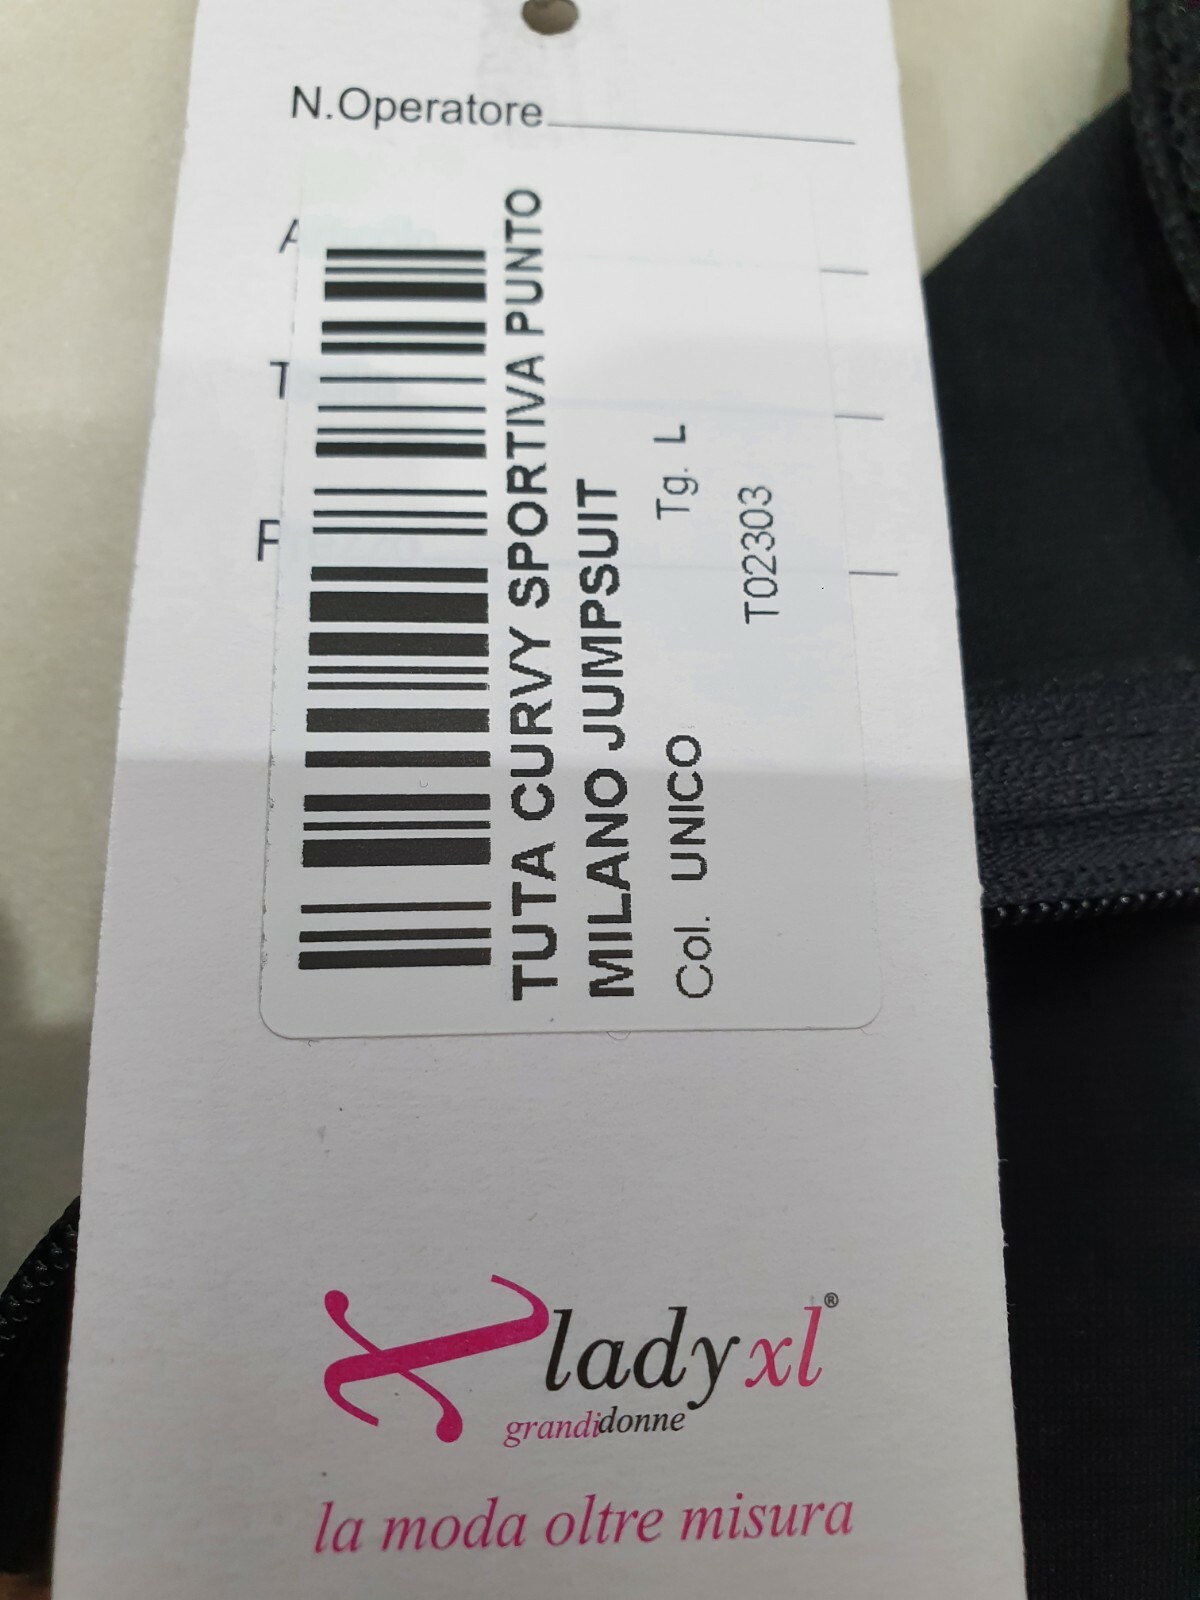 N.Operatore
A
T
P
TUTA CURVY SPORTIVA PUNTO
MILANO JUMPSUIT
Col. UNICO Tg. L
T02303
ladyxl®
grandidonne
la moda oltre misura